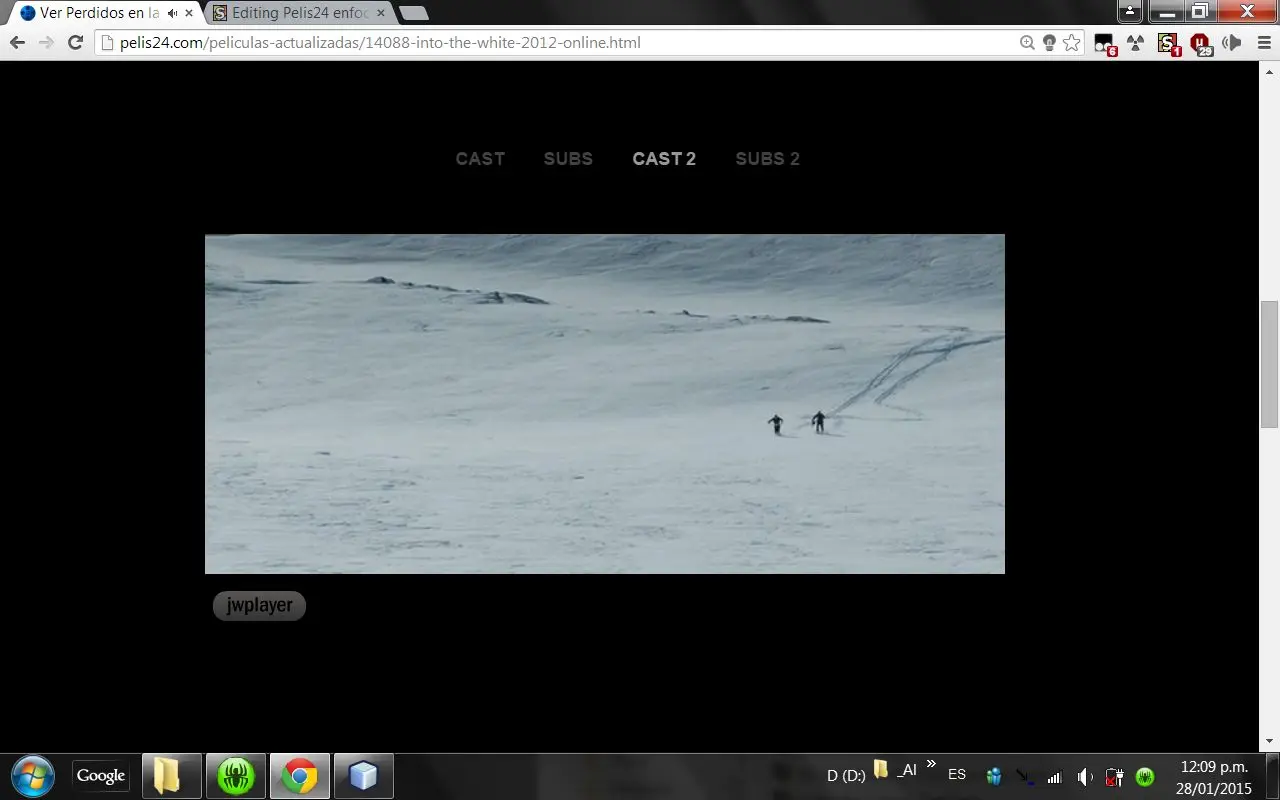 Ver Perdidos en la
Editing Pelis24 enfoc
pelis24.com/peliculas-actualizadas/14088-into-the-white-2012-online.html
6
S
1
29
CAST SUBS CAST 2 SUBS 2
jwplayer
Google
D (D:)
_AI
»
ES
12:09 p.m.
28/01/2015